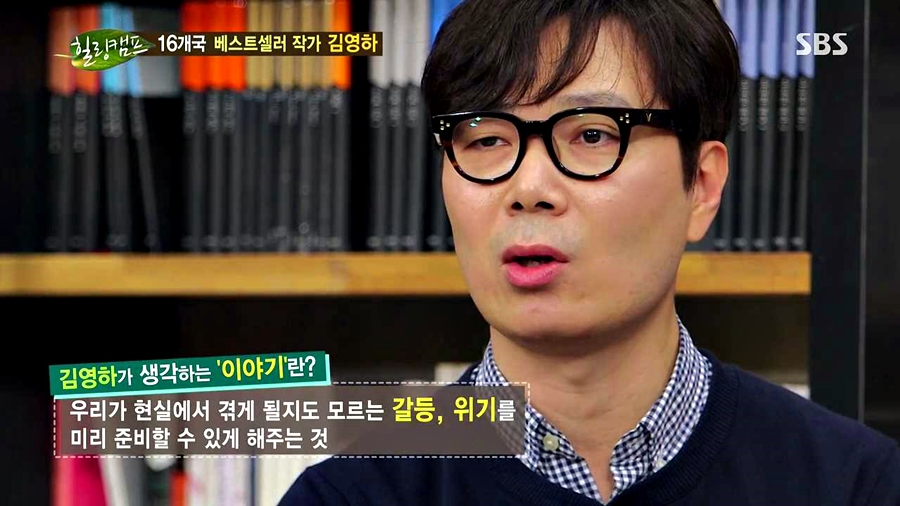 힐링캠프
16개국 베스트셀러 작가 김영하
SBS
김영하가 생각하는 '이야기'란?
우리가 현실에서 겪게 될지도 모르는 갈등, 위기를
미리 준비할 수 있게 해주는 것